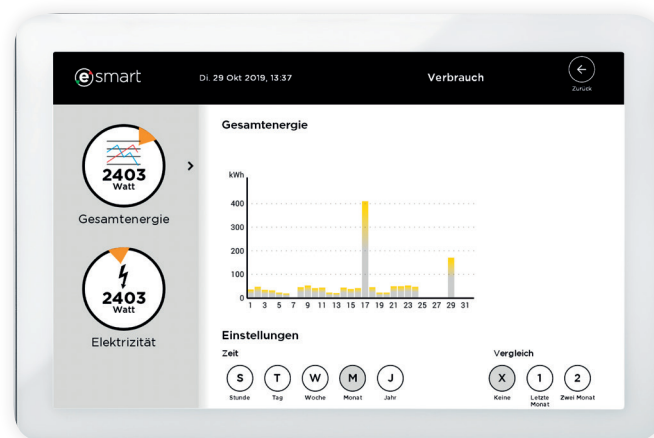 esmart
Di. 29 Okt 2019, 13:37
Verbrauch
Zurück
2403
Watt
Gesamtenergie
2403
Watt
Elektrizität
Gesamtenergie
kWh
400
300
200
100
0
1 3 5 7 9 11 13 15 17 19 21 23 25 27 29 31
Einstellungen
Zeit
S T W M J
Stunde Tag Woche Monat Jahr
Vergleich
X 1 2
Keine Letzte Monat Zwei Monat